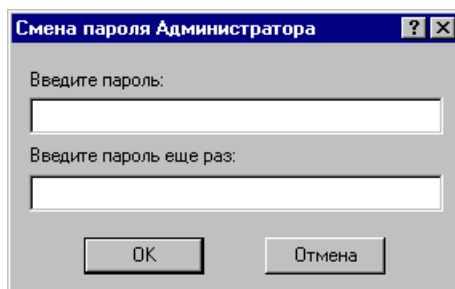 Смена пароля Администратора
Введите пароль:
Введите пароль еще раз:
OK Отмена